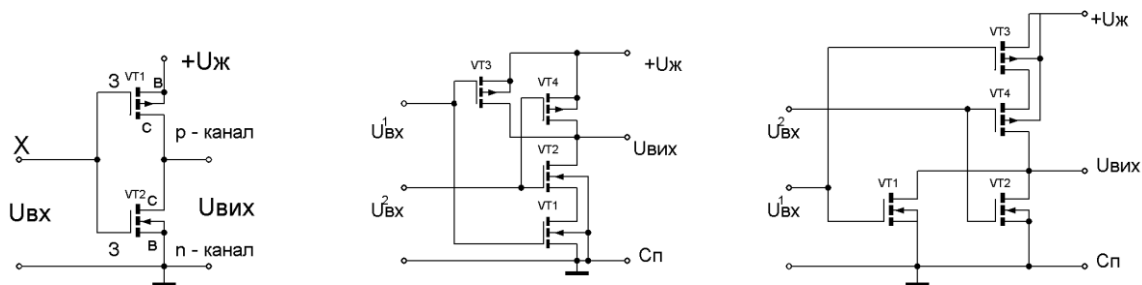 +Uж
З
VT1
В
С
р - канал
X
VT2
С
Uвх
Uвих
З
В
n - канал
VT3
+Uж
VT4
1
Uвх
Uвих
VT2
2
Uвх
VT1
Сп
+Uж
VT3
VT4
2
Uвх
Uвих
VT1
VT2
1
Uвх
Сп